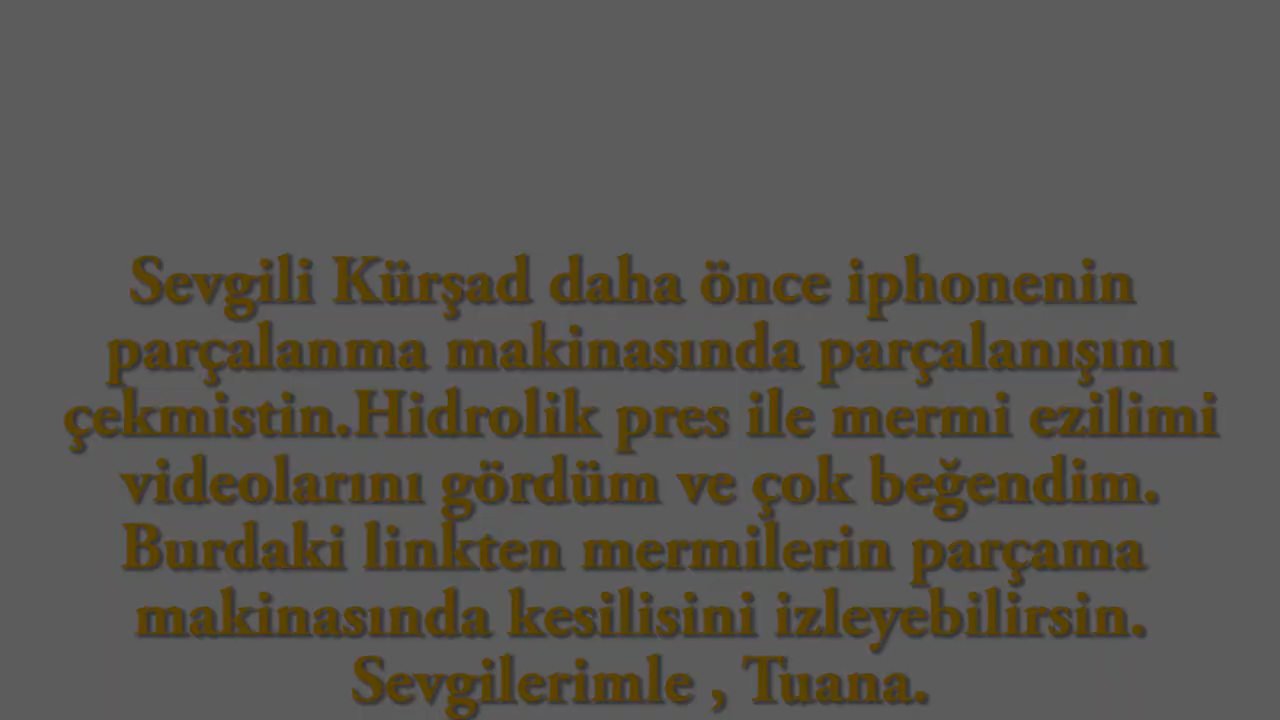 Sevgili Kürşad daha önce iphonenin
parçalanma makinasında parçalanışını
çekmistin.Hidrolik pres ile mermi ezilimi
videolarını gördüm ve çok beğendim.
Burdaki linkten mermilerin parçama
makinasında kesilisini izleyebilirsin.
Sevgilerimle , Tuana.